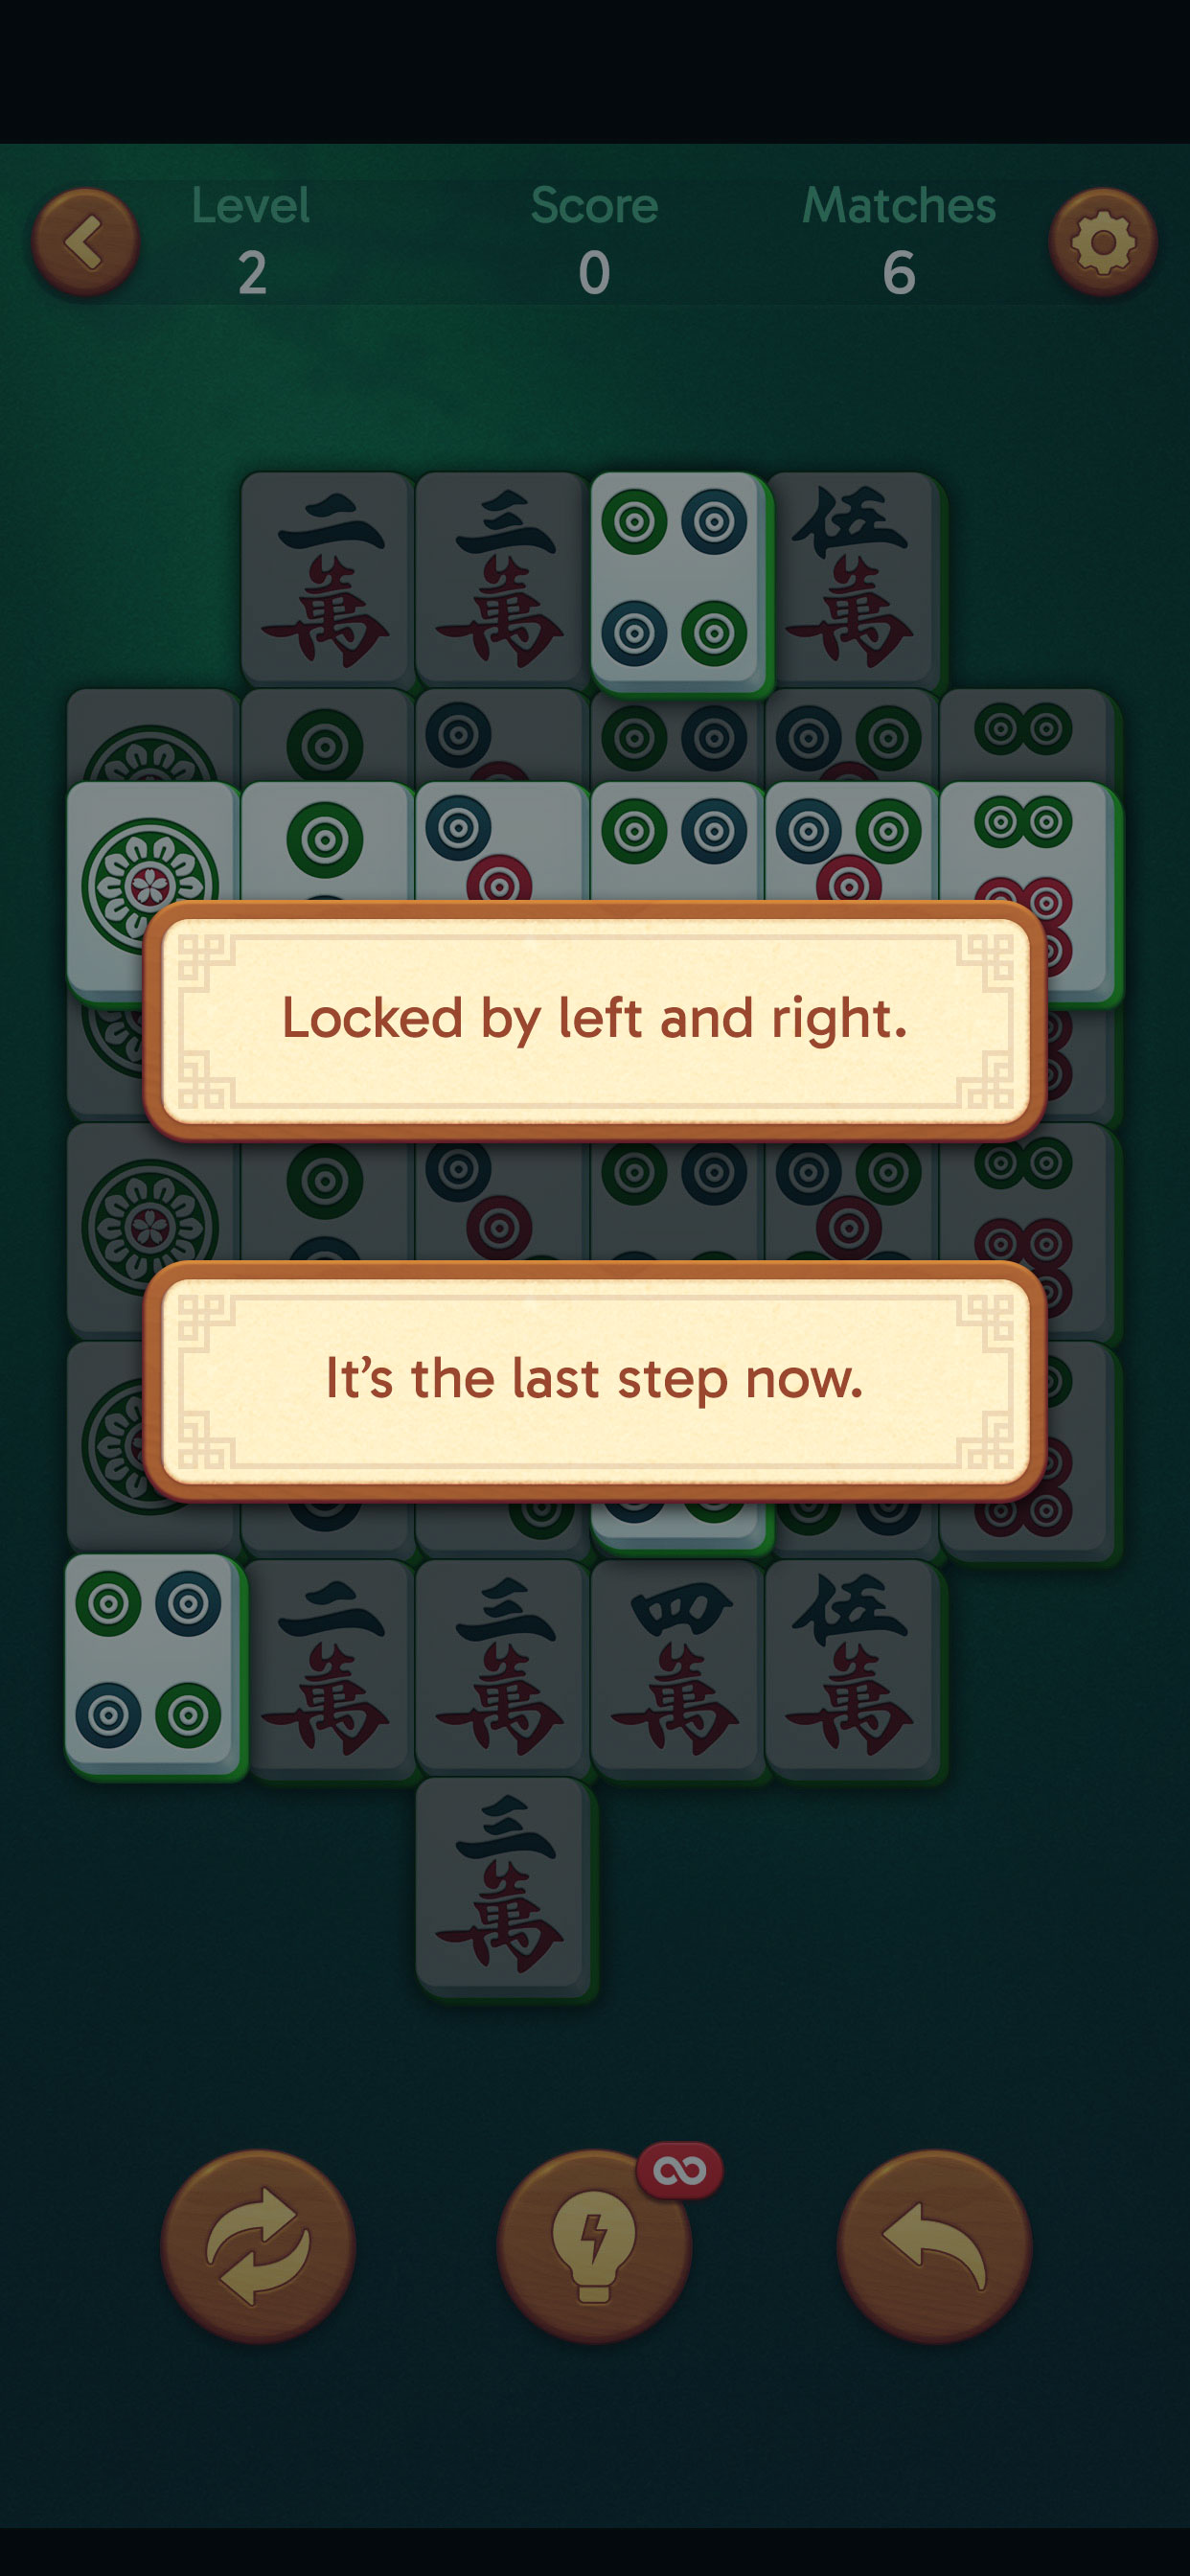 Level Score Matches
2 0 6
二 三 伍
萬 萬 萬
Locked by left and right.
It’s the last step now.
二 三 四 伍
萬 萬 萬 萬
三
萬